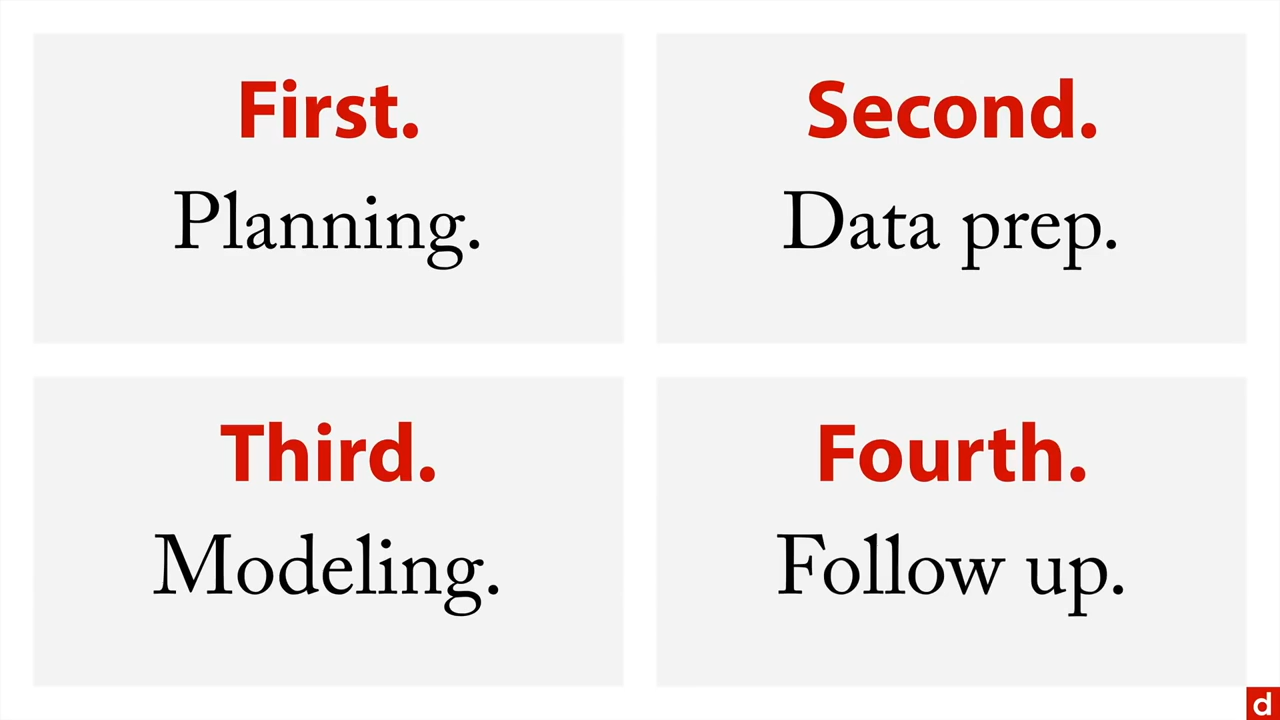 First.
Planning.
Second.
Data prep.
Third.
Modeling.
Fourth.
Follow up.
d